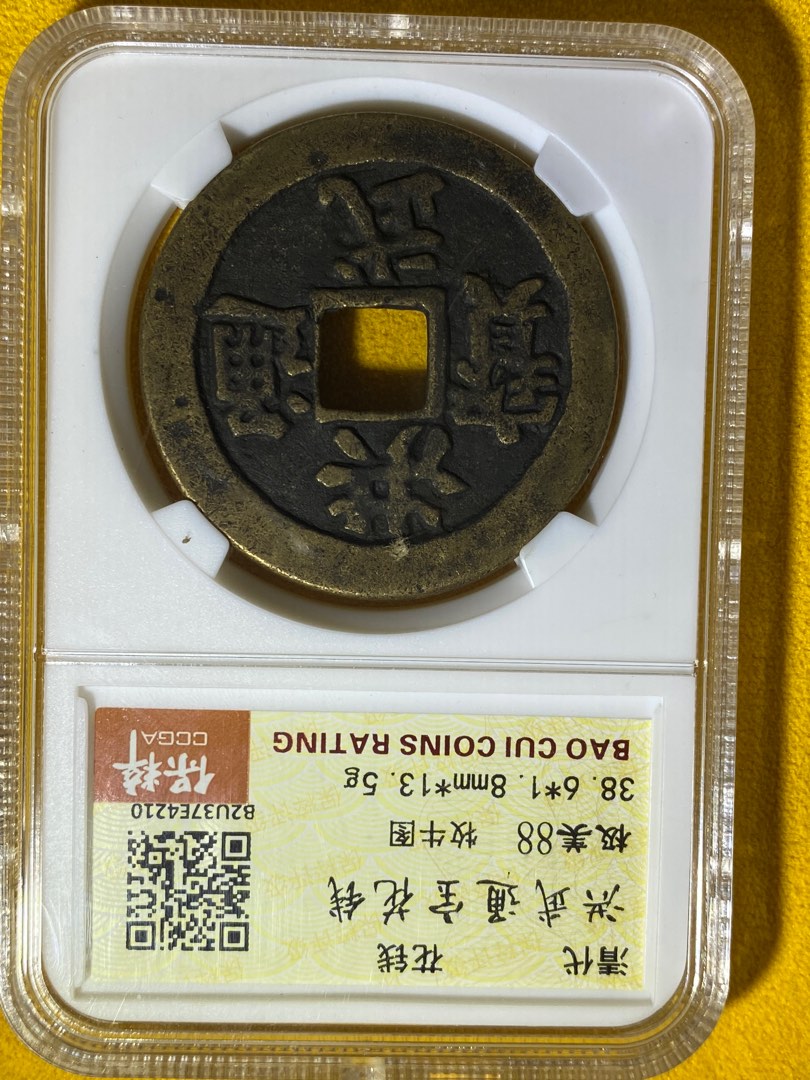 清代 花钱
洪武通宝花钱
极美88 牧牛图
38.6*1.8mm*13.5g
BAO CUI COINS RATING
B2U37E4210
保粹
CCGA
洪武通寶